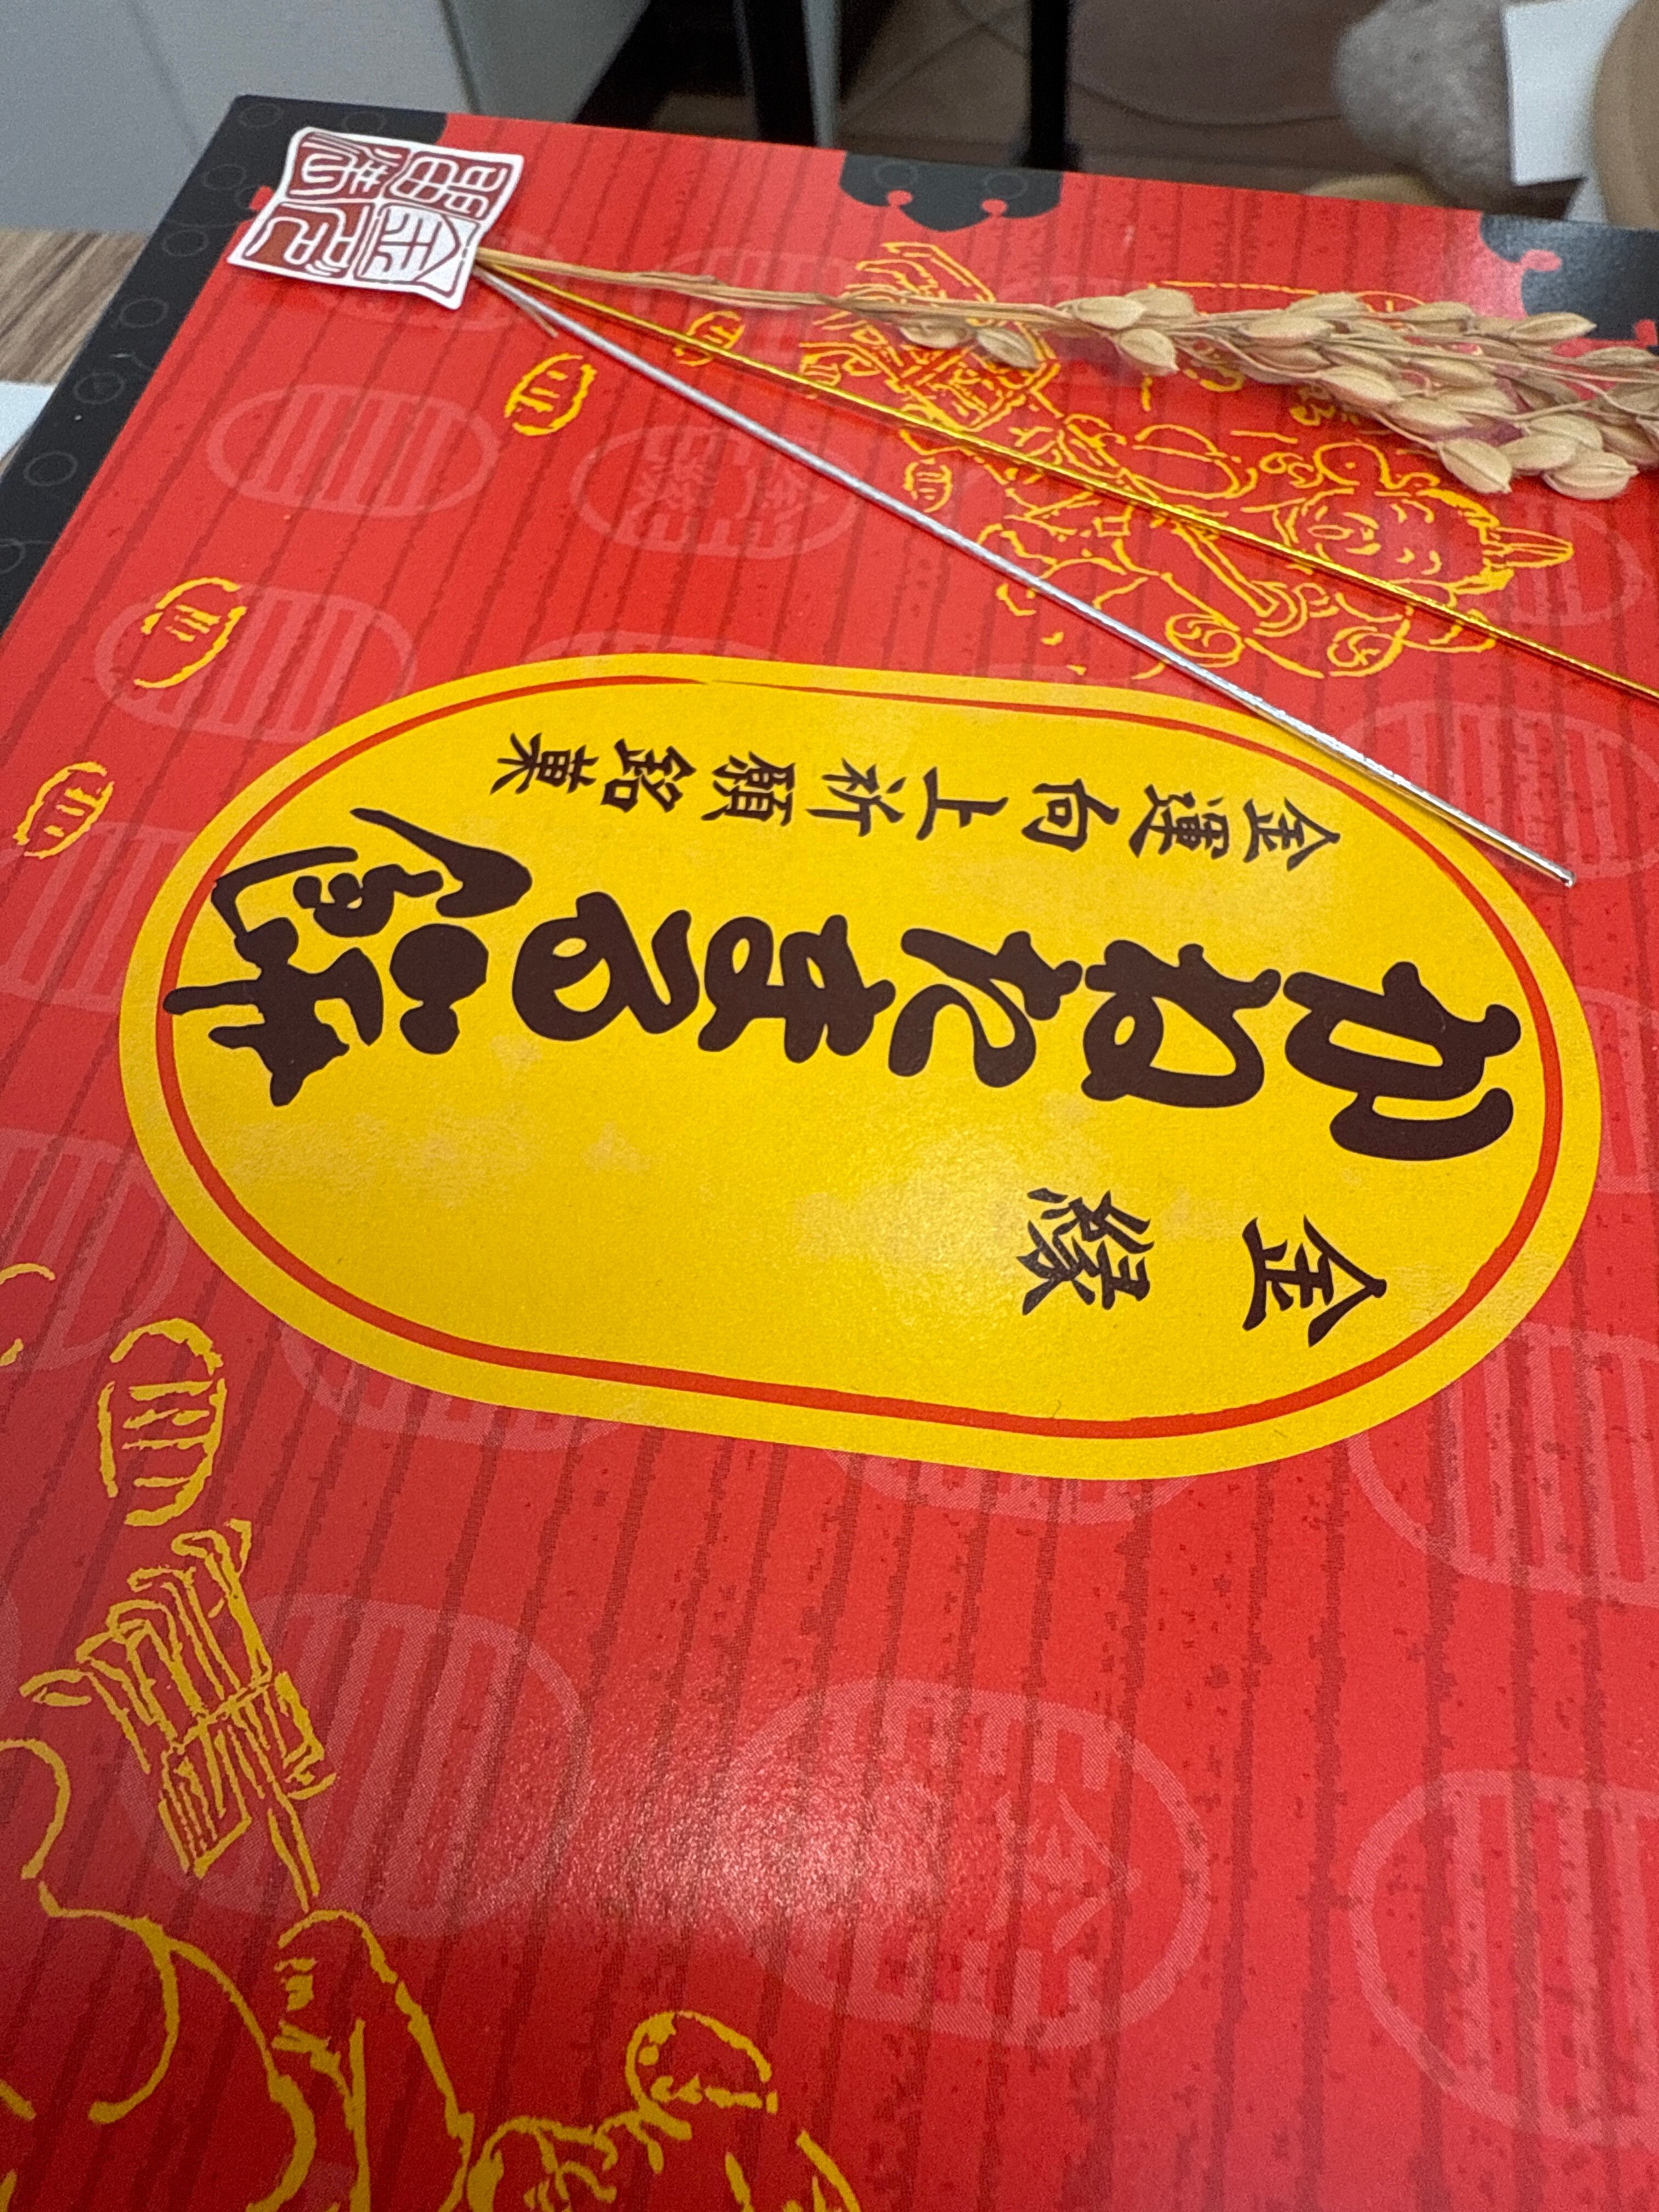 金縁
かねたまる餅
金運向上祈願銘菓